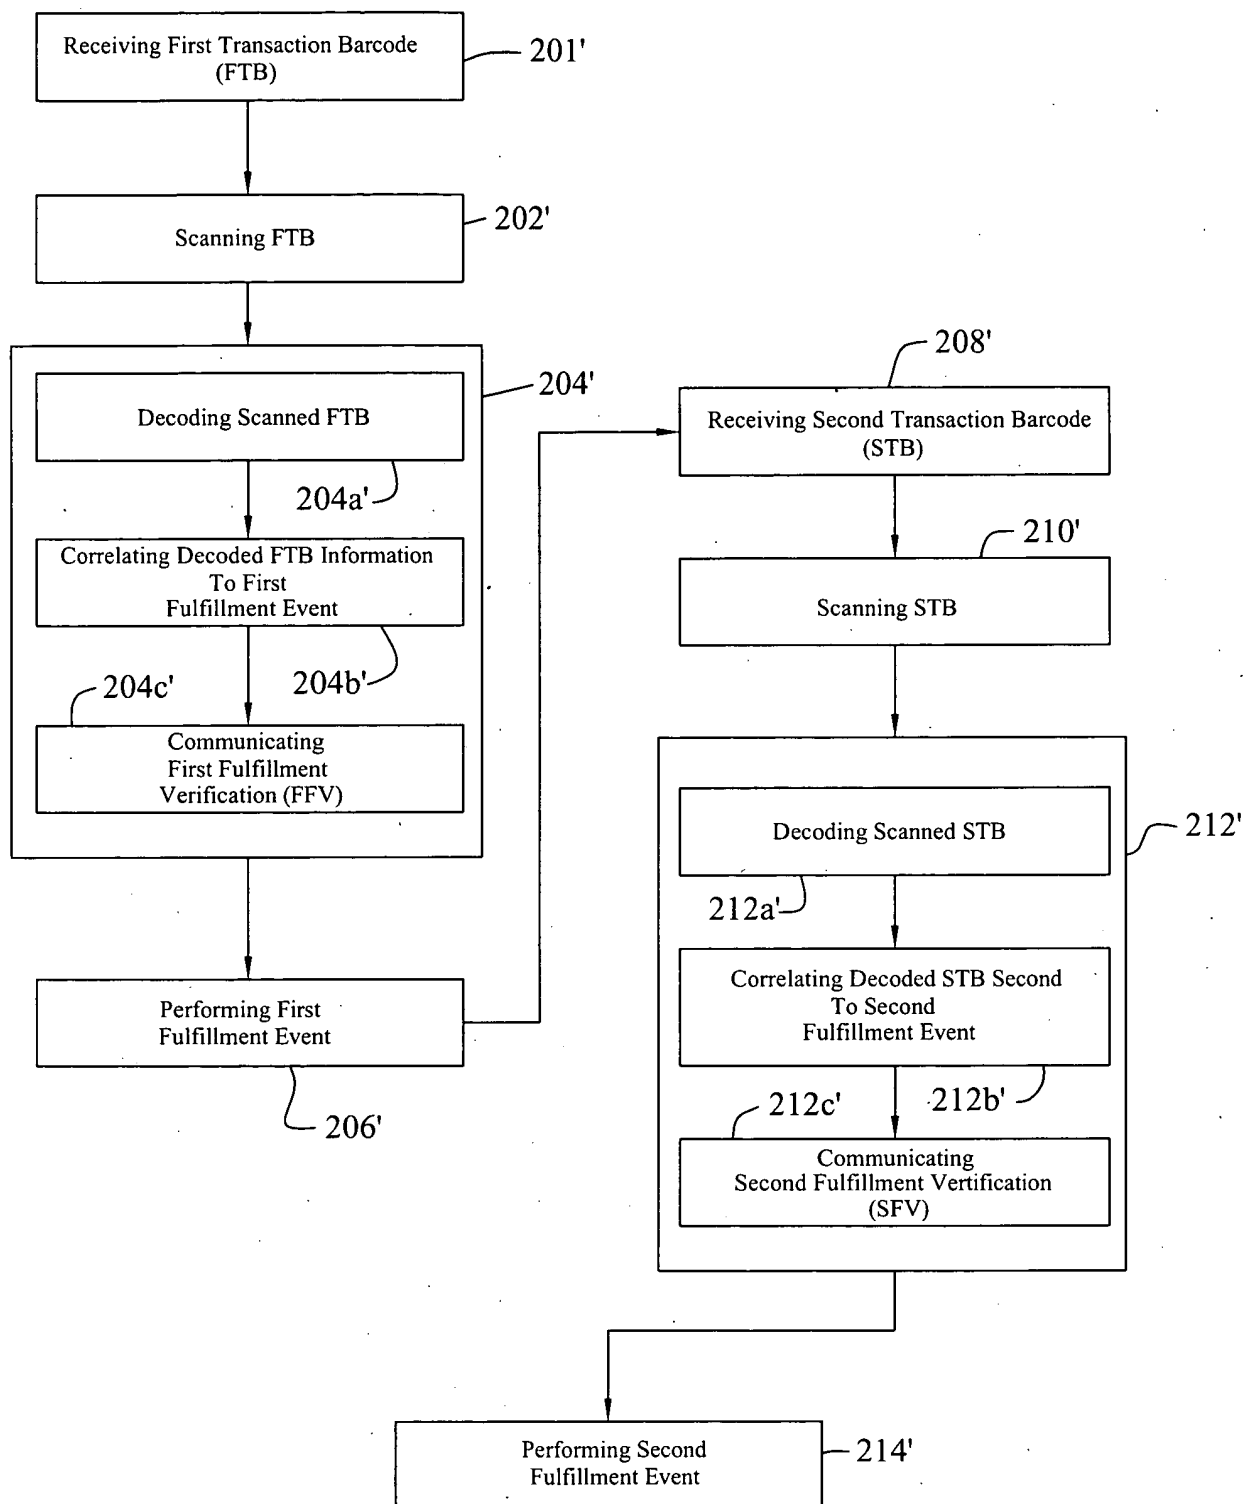 Receiving First Transaction Barcode
(FTB)
201'
Scanning FTB
202'
204'
Decoding Scanned FTB
204a'
Correlating Decoded FTB Information
To First
Fulfillment Event
204b'
204c'
Communicating
First Fulfillment
Verification (FFV)
Performing First
Fulfillment Event
206'
208'
Receiving Second Transaction Barcode
(STB)
210'
Scanning STB
212'
Decoding Scanned STB
212a'
Correlating Decoded STB Second
To Second
Fulfillment Event
212b'
212c'
Communicating
Second Fulfillment Vertification
(SFV)
Performing Second
Fulfillment Event
214'